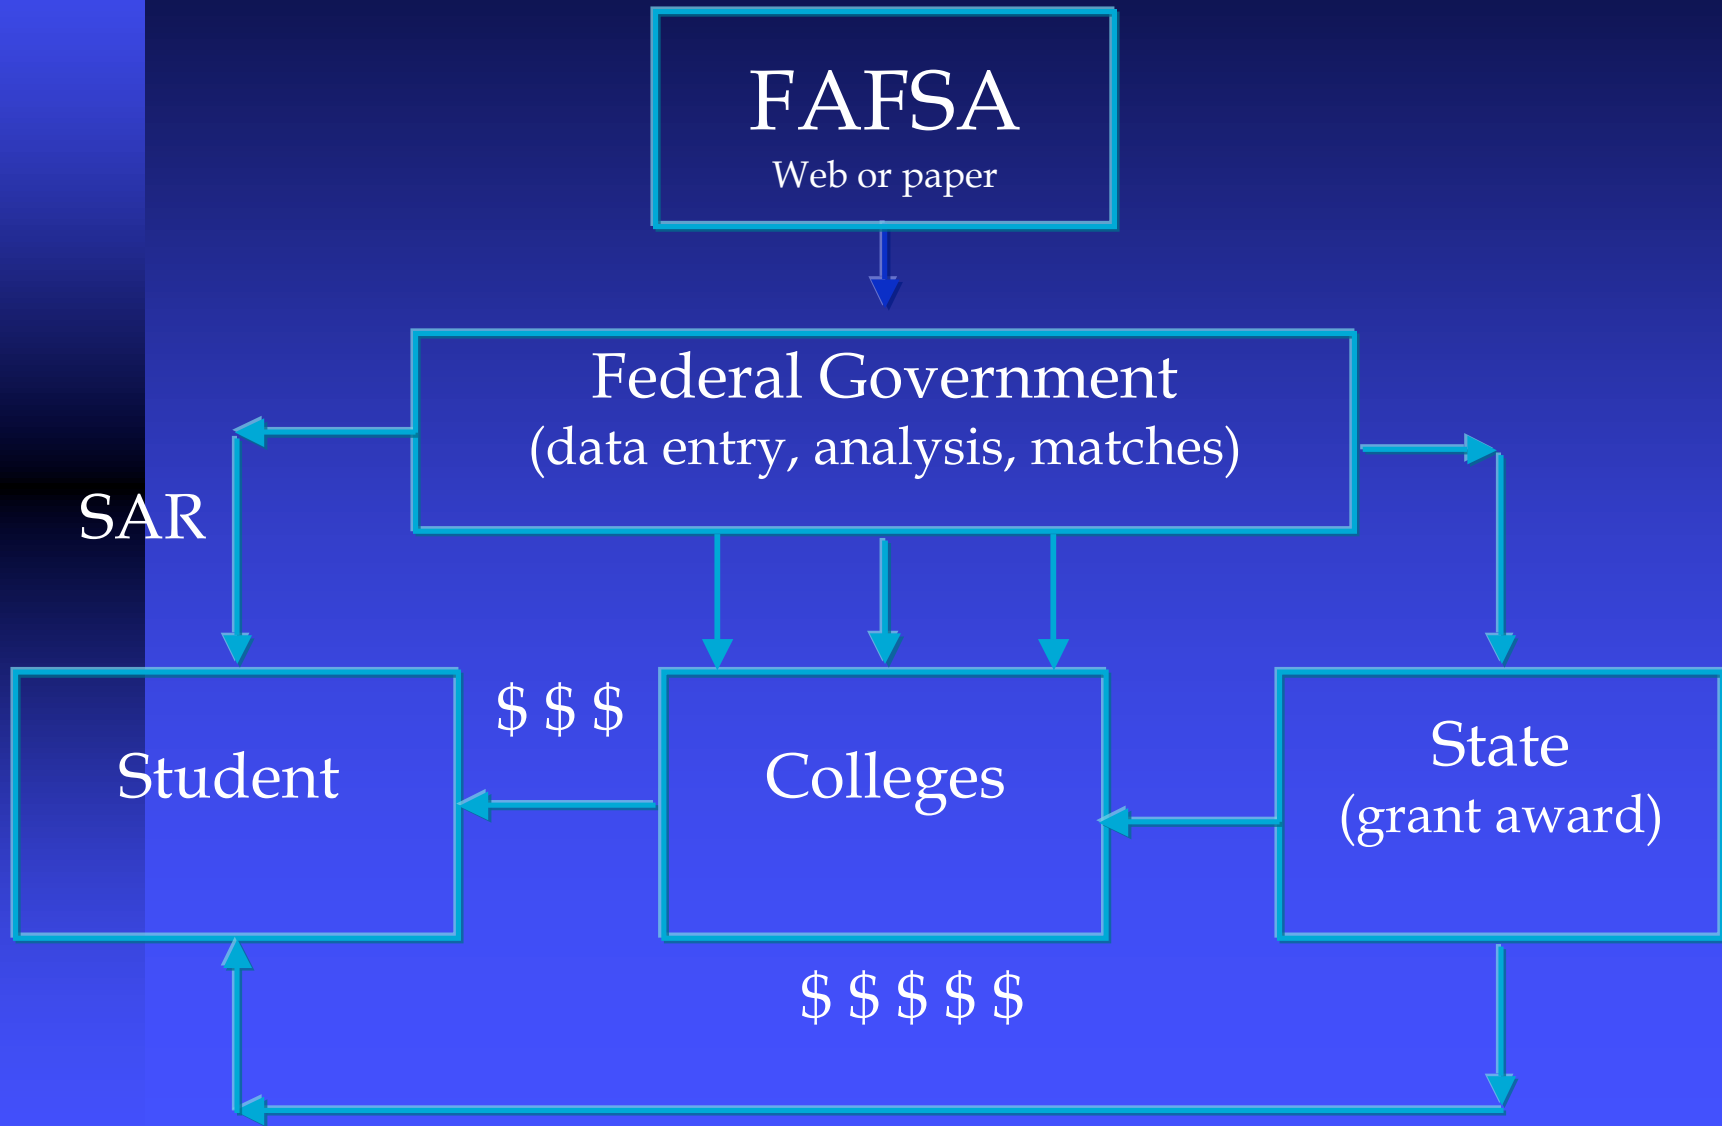 FAFSA
Web or paper
Federal Government
(data entry, analysis, matches)
SAR
$ $ $
Student
Colleges
State
(grant award)
$ $ $ $ $